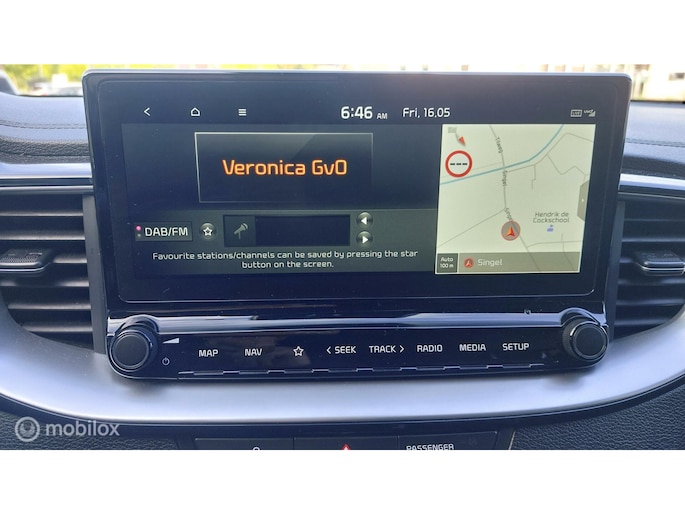 6:46 AM
Fri, 16.05
Veronica GvO
DAB/FM
Favourite stations/channels can be saved by pressing the star
button on the screen.
Hendrik de
Cockschool
Auto
100 m
Singel
MAP
NAV
SEEK
TRACK
RADIO
MEDIA
SETUP
PASSENGER
mobilox